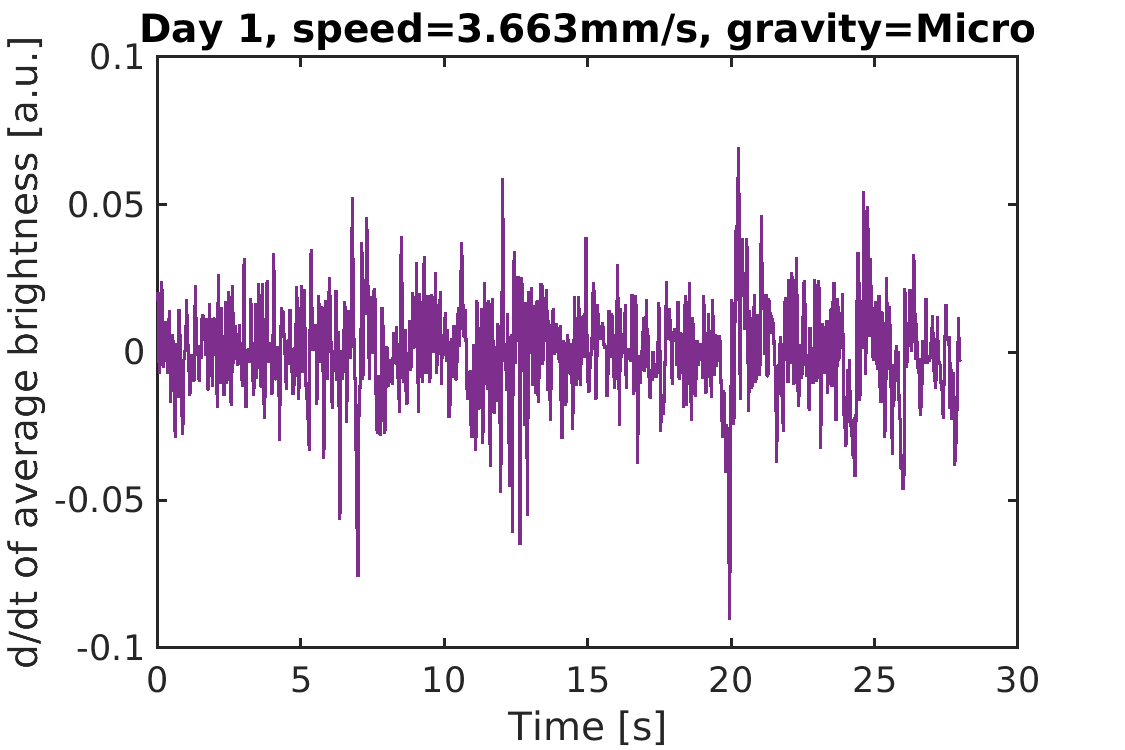 Day 1, speed=3.663mm/s, gravity=Micro
d/dt of average brightness [a.u.]
0.1
0.05
0
-0.05
-0.1
0 5 10 15 20 25 30
Time [s]